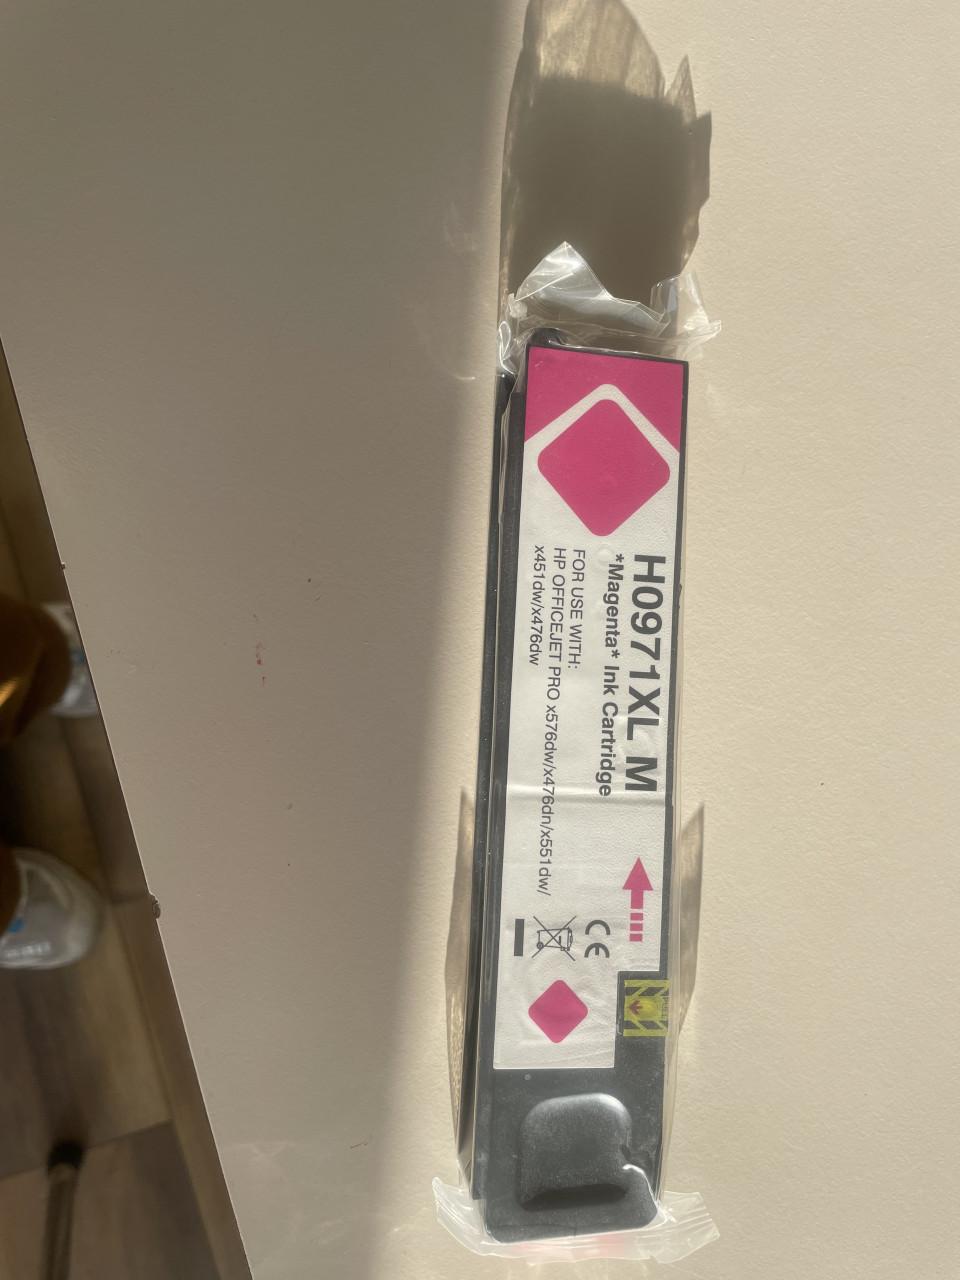 H0971XL M
*Magenta* Ink Cartridge
FOR USE WITH:
HP OFFICEJET PRO x576dw/x476dn/x551dw/
x451dw/x476dw
CE